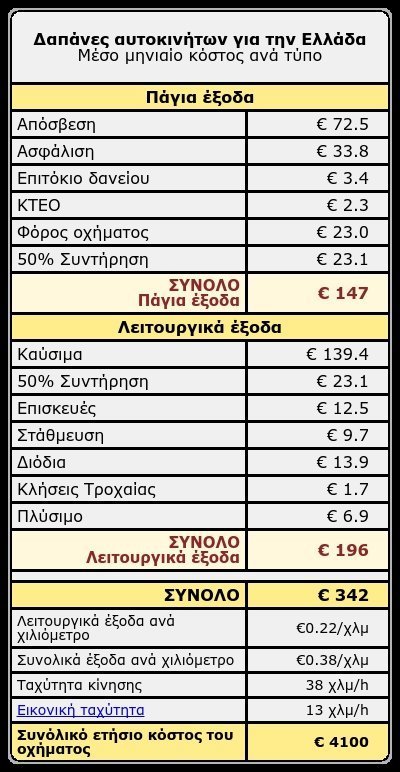 Δαπάνες αυτοκινήτων για την Ελλάδα
Μέσο μηνιαίο κόστος ανά τύπο
Πάγια έξοδα
Απόσβεση € 72.5
Ασφάλιση € 33.8
Επιτόκιο δανείου € 3.4
ΚΤΕΟ € 2.3
Φόρος οχήματος € 23.0
50% Συντήρηση € 23.1
ΣΥΝΟΛΟ
Πάγια έξοδα € 147
Λειτουργικά έξοδα
Καύσιμα € 139.4
50% Συντήρηση € 23.1
Επισκευές € 12.5
Στάθμευση € 9.7
Διόδια € 13.9
Κλήσεις Τροχαίας € 1.7
Πλύσιμο € 6.9
ΣΥΝΟΛΟ
Λειτουργικά έξοδα € 196
ΣΥΝΟΛΟ € 342
Λειτουργικά έξοδα ανά
χιλιόμετρο €0.22/χλμ
Συνολικά έξοδα ανά χιλιόμετρο €0.38/χλμ
Ταχύτητα κίνησης 38 χλμ/h
Εικονική ταχύτητα 13 χλμ/h
Συνόλικό ετήσιο κόστος του
οχήματος € 4100